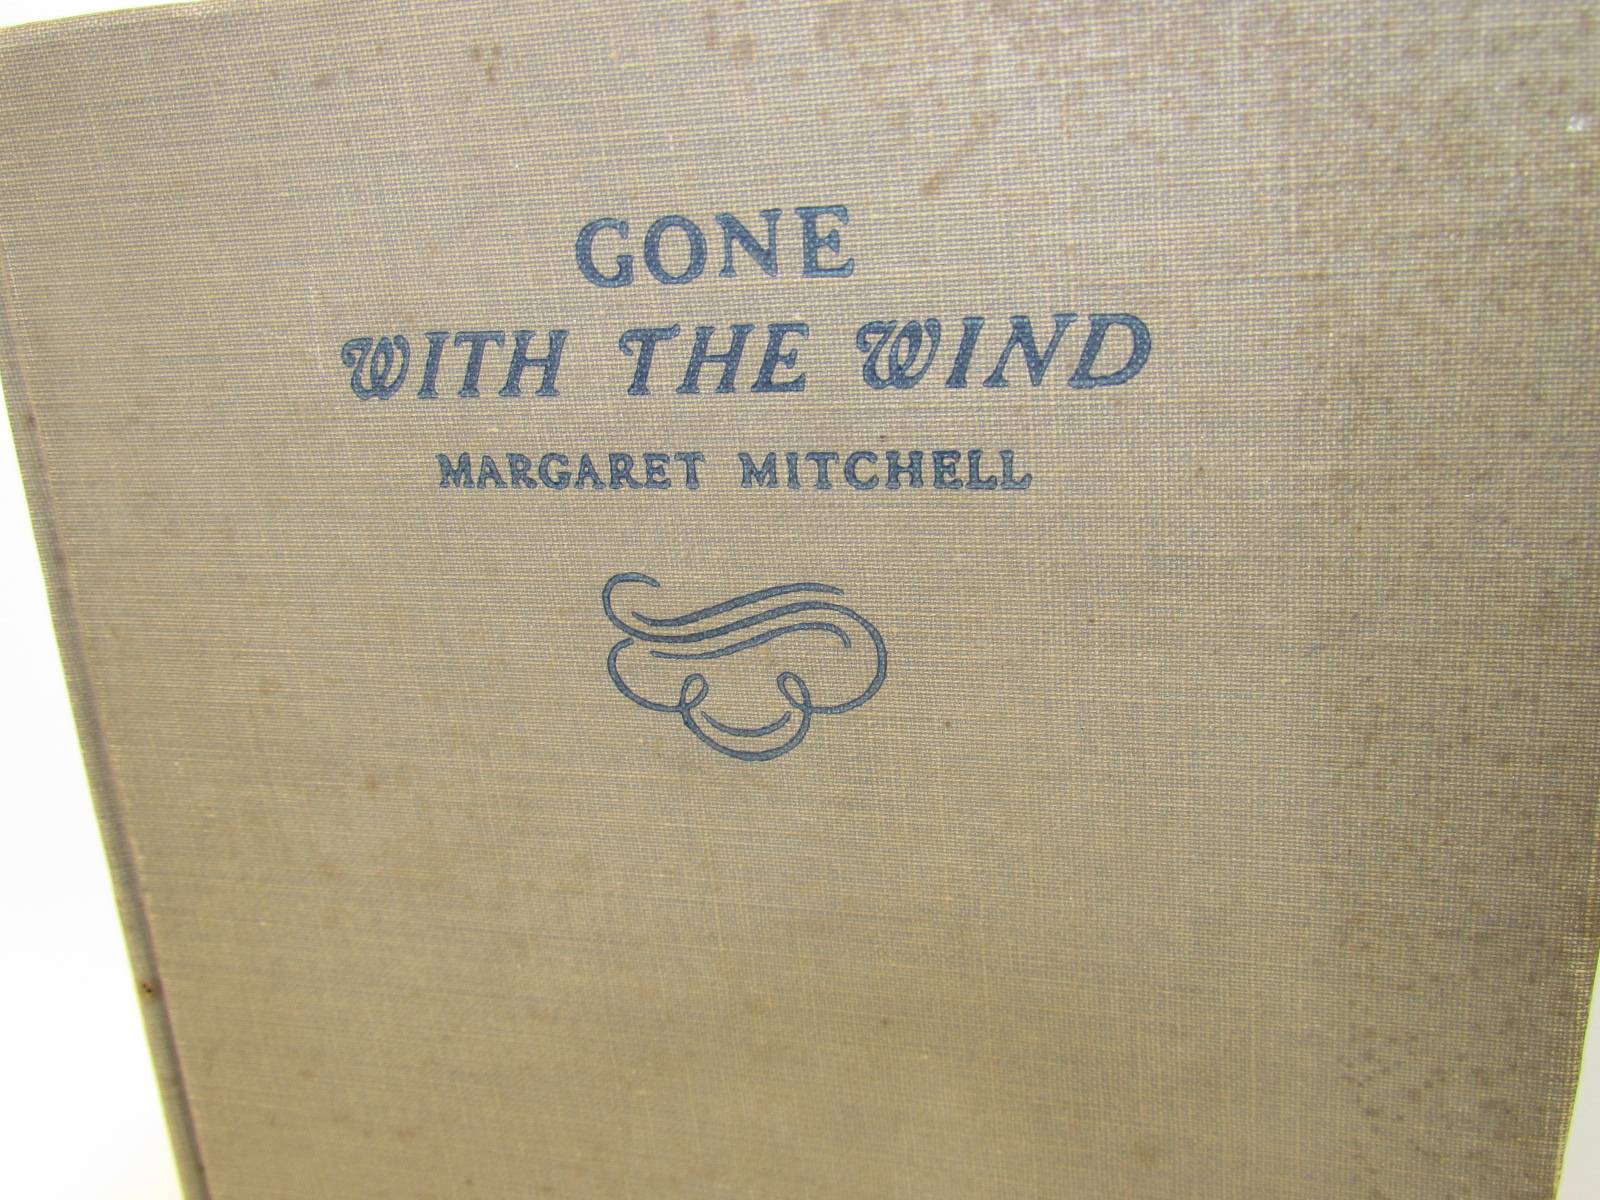 GONE
WITH THE WIND
MARGARET MITCHELL